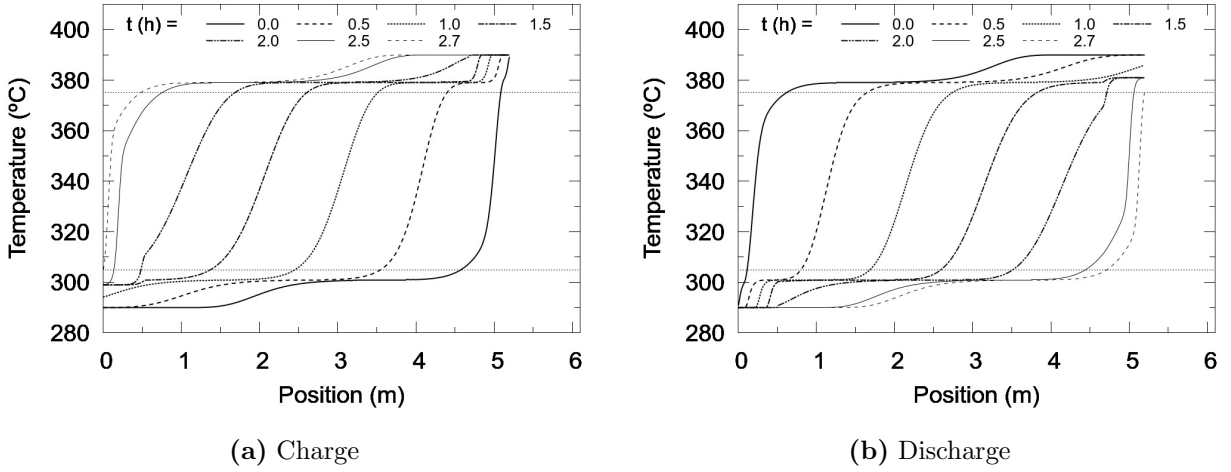 t (h) = 0.0 0.5 1.0 1.5
2.0 2.5 2.7
400
380
360
340
320
300
280
Temperature (ºC)
0 1 2 3 4 5 6
Position (m)
(a) Charge
t (h) = 0.0 0.5 1.0 1.5
2.0 2.5 2.7
400
380
360
340
320
300
280
Temperature (ºC)
0 1 2 3 4 5 6
Position (m)
(b) Discharge